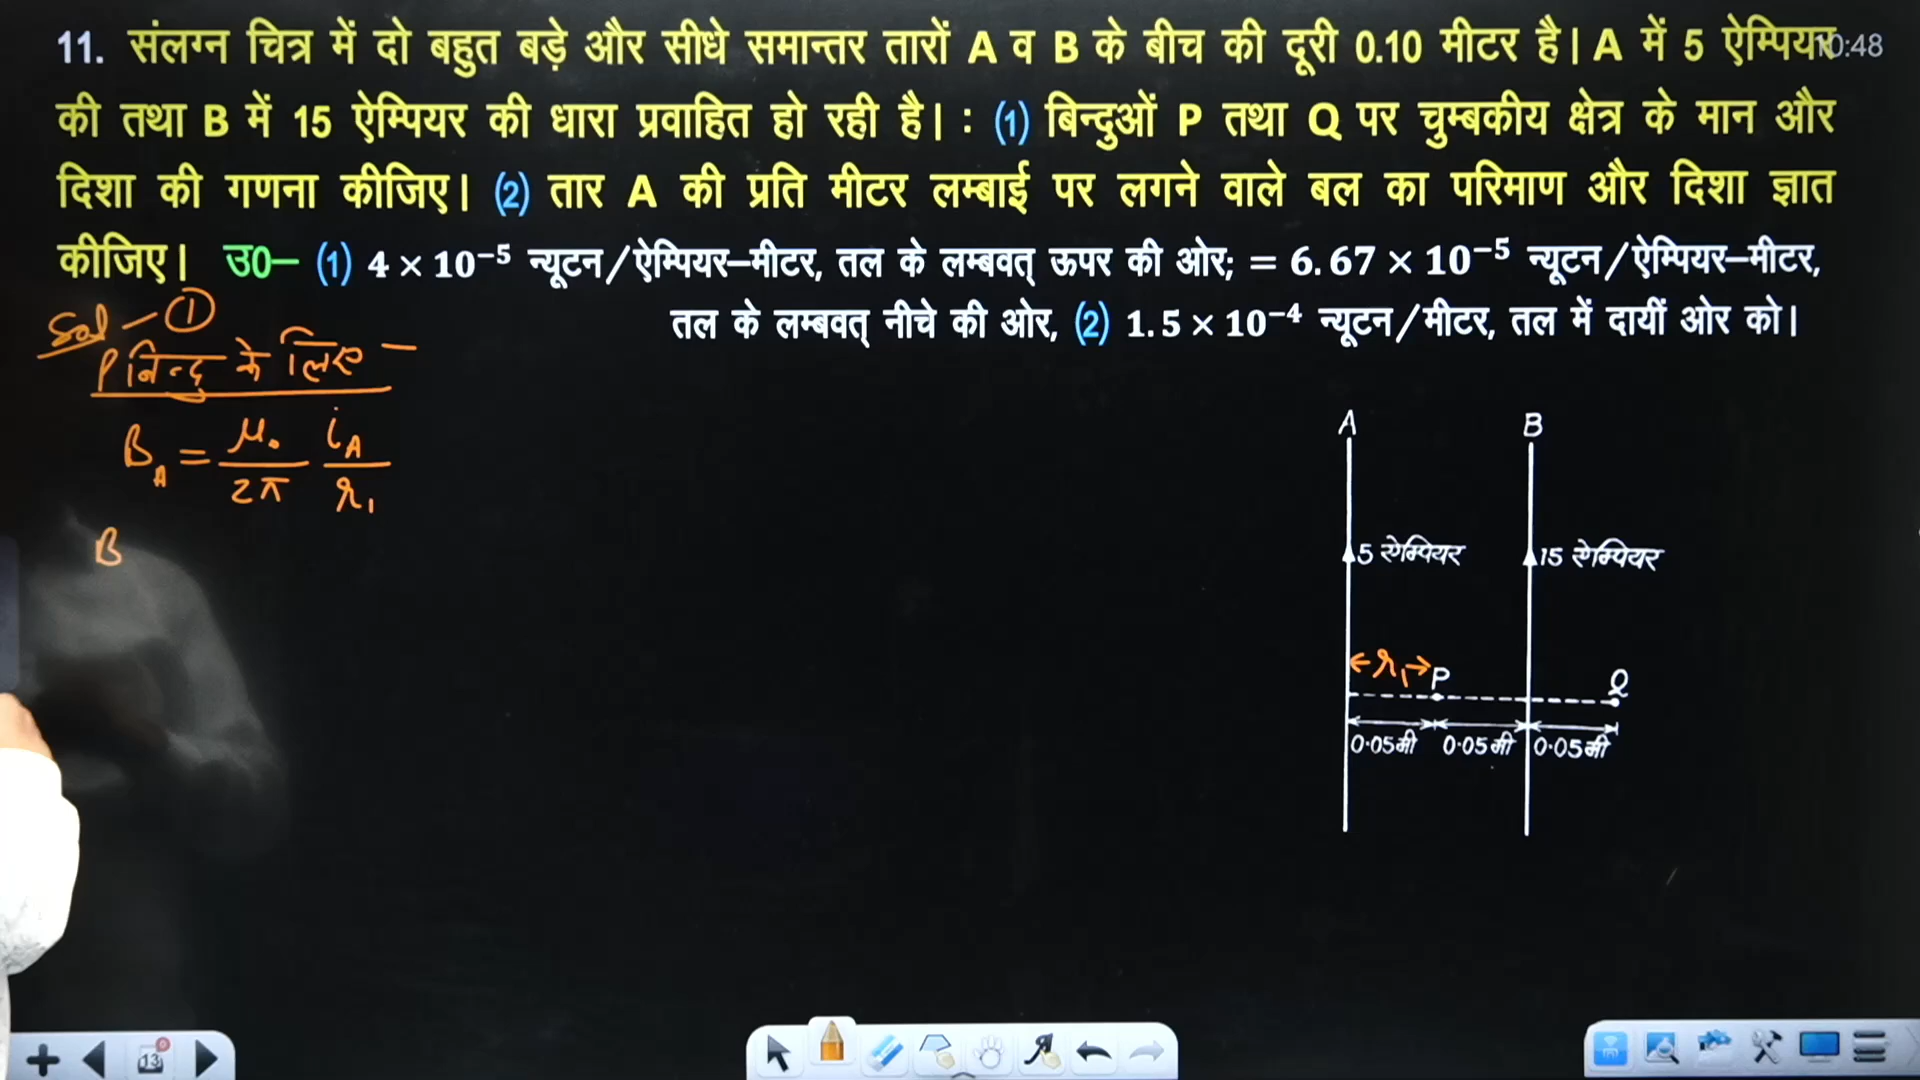 11. संलग्न चित्र में दो बहुत बड़े और सीधे समान्तर तारों A व B के बीच की दूरी 0.10 मीटर है। A में 5 ऐम्पियर 10:48
की तथा B में 15 ऐम्पियर की धारा प्रवाहित हो रही है। : (1) बिन्दुओं P तथा Q पर चुम्बकीय क्षेत्र के मान और
दिशा की गणना कीजिए। (2) तार A की प्रति मीटर लम्बाई पर लगने वाले बल का परिमाण और दिशा ज्ञात
कीजिए। उ0– (1) 4 × 10⁻⁵ न्यूटन/ऐम्पियर–मीटर, तल के लम्बवत् ऊपर की ओर; = 6.67 × 10⁻⁵ न्यूटन/ऐम्पियर–मीटर,
तल के लम्बवत् नीचे की ओर, (2) 1.5 × 10⁻⁴ न्यूटन/मीटर, तल में दायीं ओर को।
Sol – ①
P बिन्दु के लिए –
B_A = μ₀/2π i_A/r₁
B
A B
5 ऐम्पियर 15 ऐम्पियर
r₁ P Q
0·05मी 0·05मी 0·05मी
13